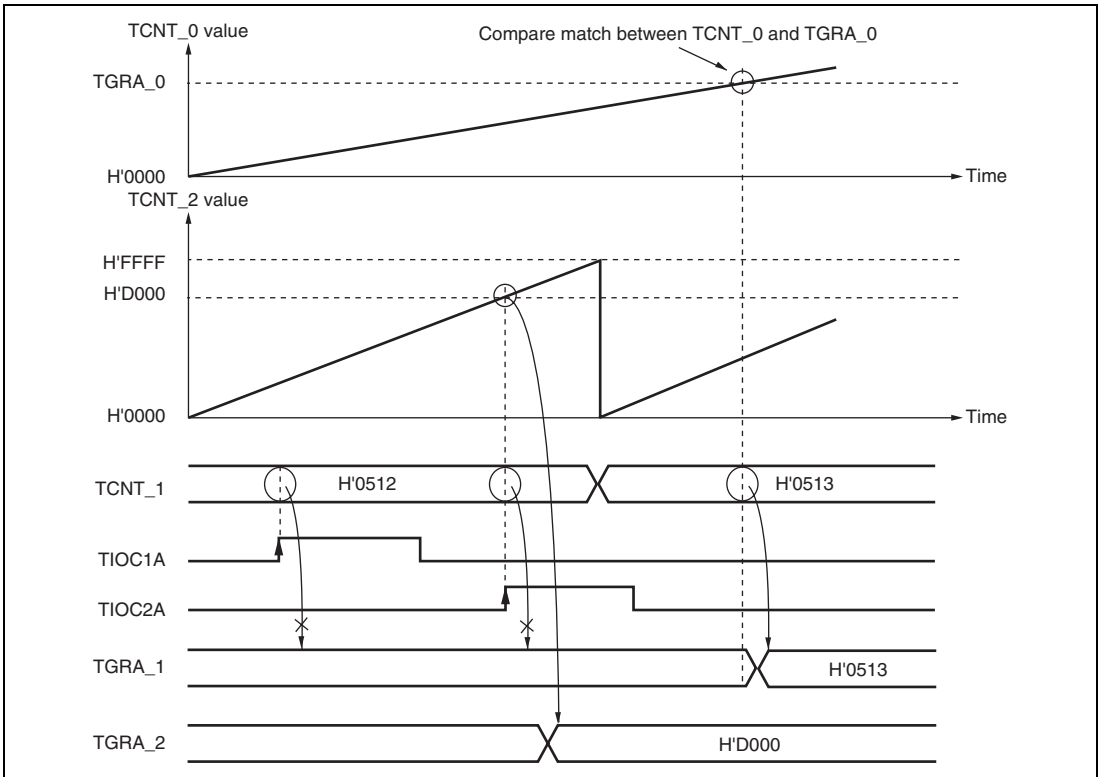 TCNT_0 value
Compare match between TCNT_0 and TGRA_0
TGRA_0
H'0000
Time
TCNT_2 value
H'FFFF
H'D000
H'0000
Time
TCNT_1
H'0512
H'0513
TIOC1A
TIOC2A
TGRA_1
H'0513
TGRA_2
H'D000